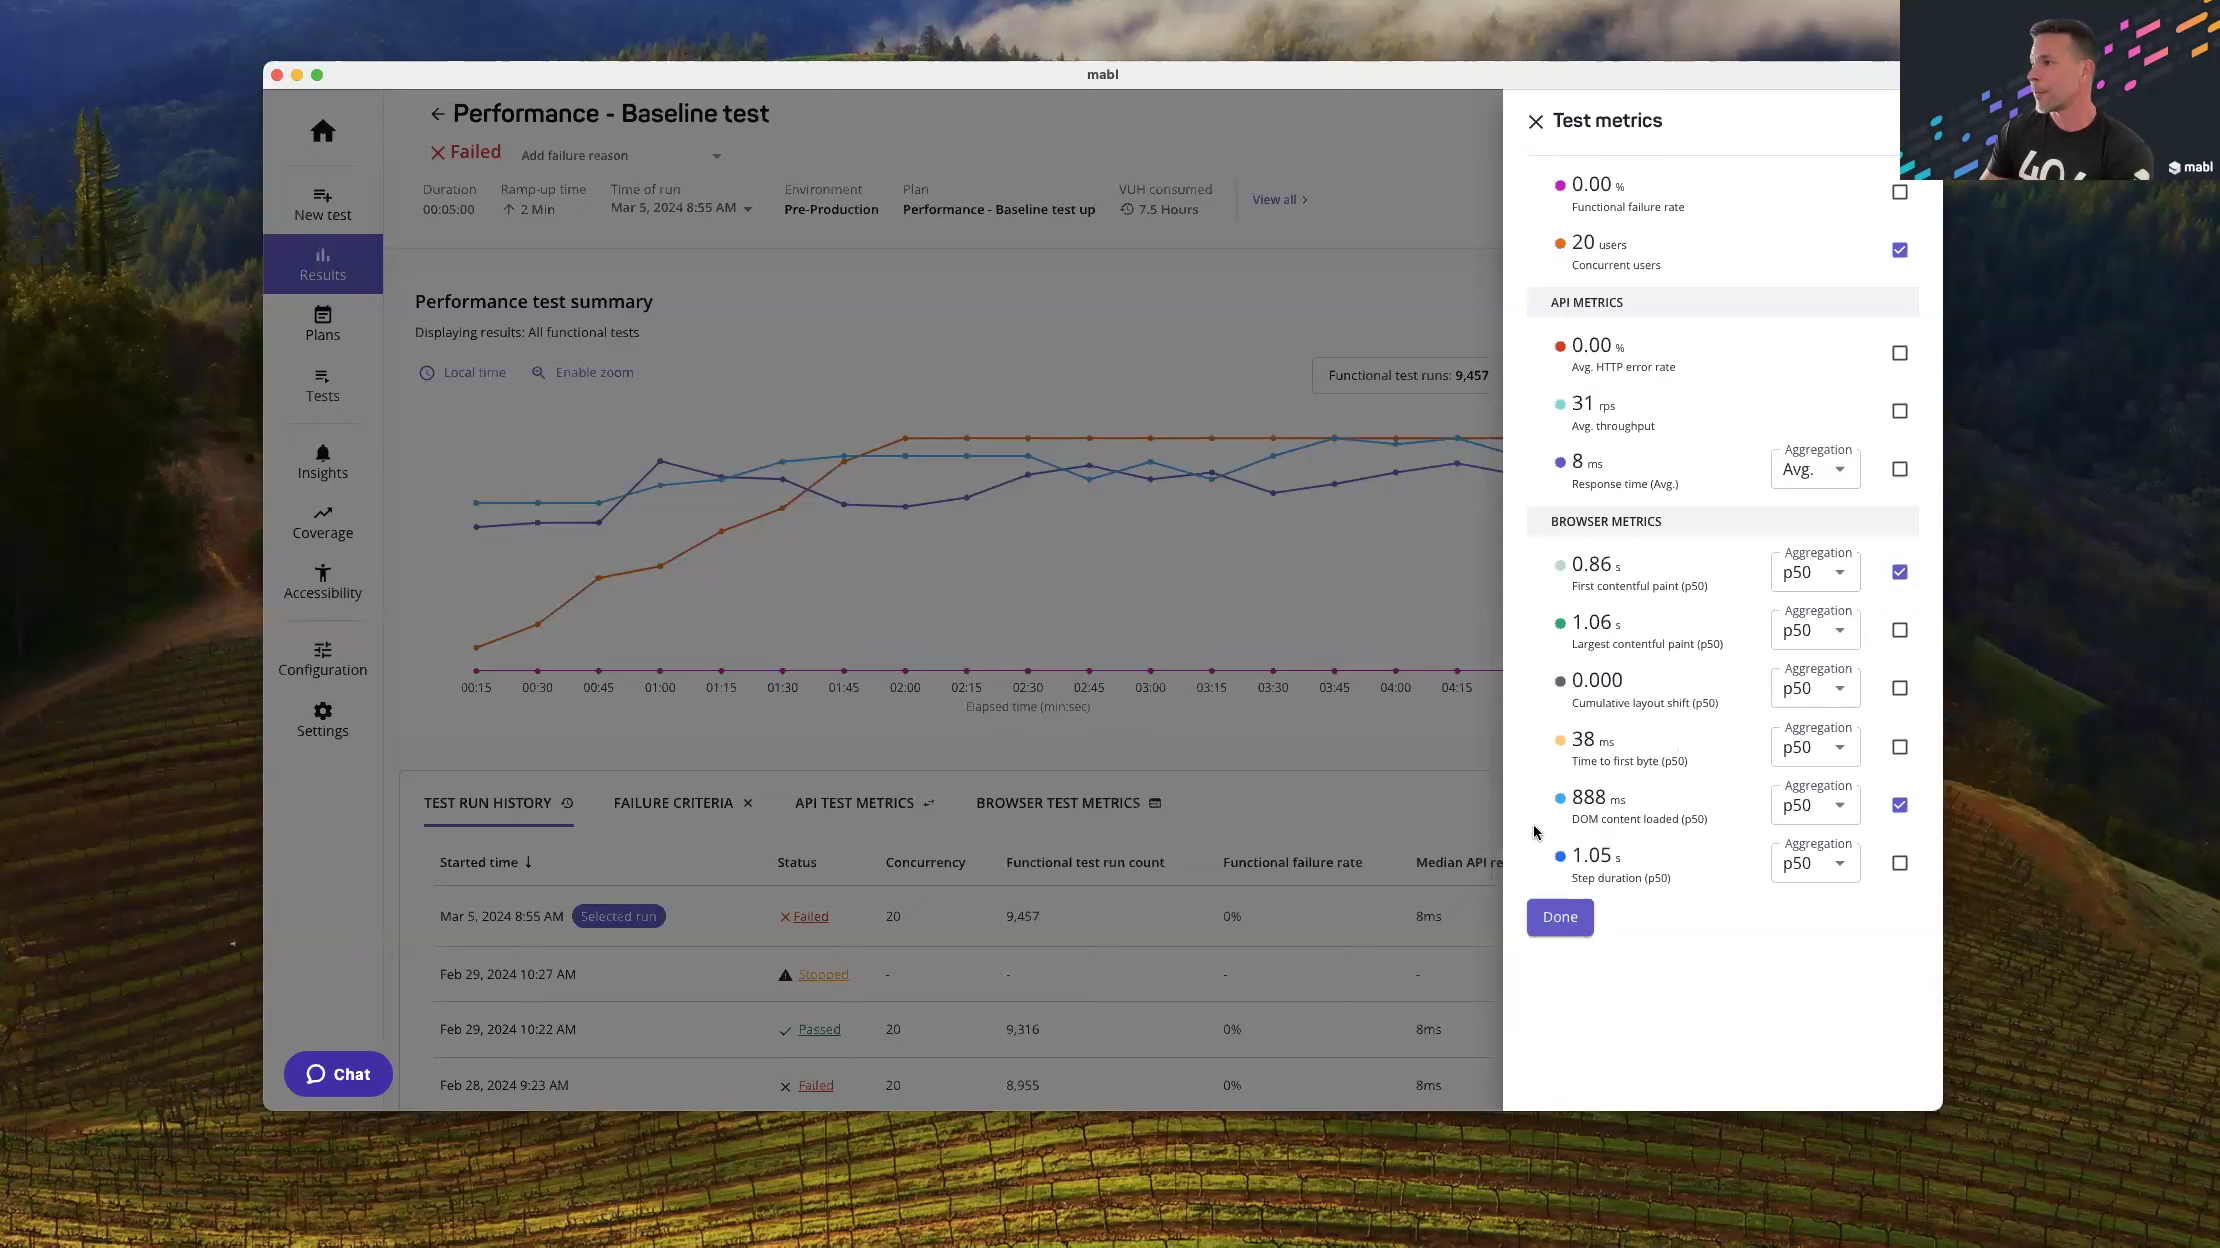 mabl
mabl
Performance - Baseline test
Failed
Add failure reason
Duration
00:05:00
Ramp-up time
2 Min
Time of run
Mar 5, 2024 8:55 AM
Environment
Pre-Production
Plan
Performance - Baseline test up
VUH consumed
7.5 Hours
View all
New test
Results
Plans
Tests
Insights
Coverage
Accessibility
Configuration
Settings
Chat
Performance test summary
Displaying results: All functional tests
Local time
Enable zoom
Functional test runs: 9,457
00:15 00:30 00:45 01:00 01:15 01:30 01:45 02:00 02:15 02:30 02:45 03:00 03:15 03:30 03:45 04:00 04:15
Elapsed time (min:sec)
TEST RUN HISTORY FAILURE CRITERIA API TEST METRICS BROWSER TEST METRICS
Started time Status Concurrency Functional test run count Functional failure rate Median API re
Mar 5, 2024 8:55 AM Selected run Failed 20 9,457 0% 8ms
Feb 29, 2024 10:27 AM Stopped - - - -
Feb 29, 2024 10:22 AM Passed 20 9,316 0% 8ms
Feb 28, 2024 9:23 AM Failed 20 8,955 0% 8ms
Test metrics
0.00 %
Functional failure rate
20 users
Concurrent users
API METRICS
0.00 %
Avg. HTTP error rate
31 rps
Avg. throughput
8 ms
Response time (Avg.)
Aggregation
Avg.
BROWSER METRICS
0.86 s
First contentful paint (p50)
Aggregation
p50
1.06 s
Largest contentful paint (p50)
Aggregation
p50
0.000
Cumulative layout shift (p50)
Aggregation
p50
38 ms
Time to first byte (p50)
Aggregation
p50
888 ms
DOM content loaded (p50)
Aggregation
p50
1.05 s
Step duration (p50)
Aggregation
p50
Done